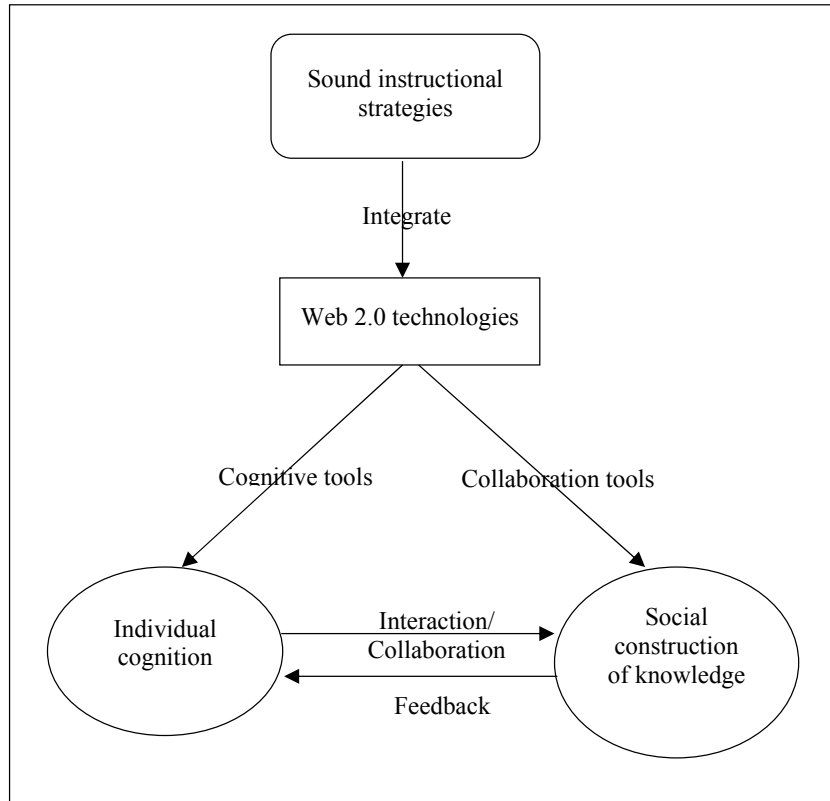 Sound instructional
strategies
Integrate
Web 2.0 technologies
Cognitive tools
Collaboration tools
Individual
cognition
Interaction/
Collaboration
Feedback
Social
construction
of knowledge